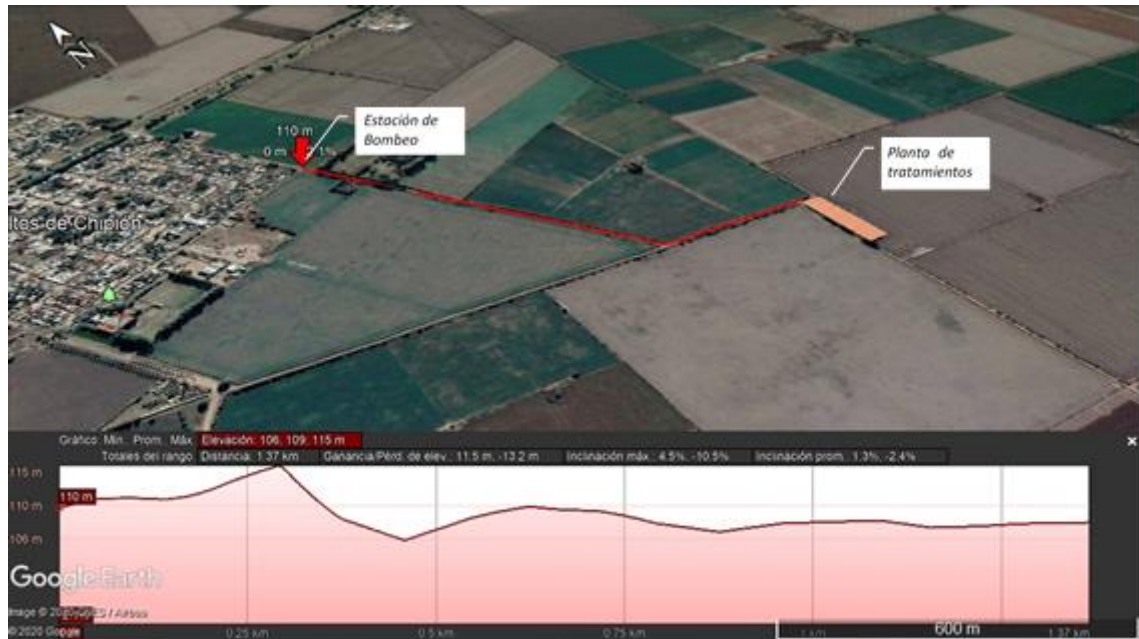 N
Estación de
Bombeo
110 m
0 m
Planta de
tratamientos
ltos de Chipión
Gráfico: Mín., Prom., Máx. Elevación: 106, 109, 115 m
Totales del rango: Distancia: 1.37 km Ganancia/Pérd. de elev.: 11.5 m, -13.2 m Inclinación máx.: 4.5%, -10.5% Inclinación prom.: 1.3%, -2.4%
115 m
110 m
110 m
106 m
Google Earth
© 2020 Google
0.25 km
0.5 km
0.75 km
1 km
600 m
1.37 km